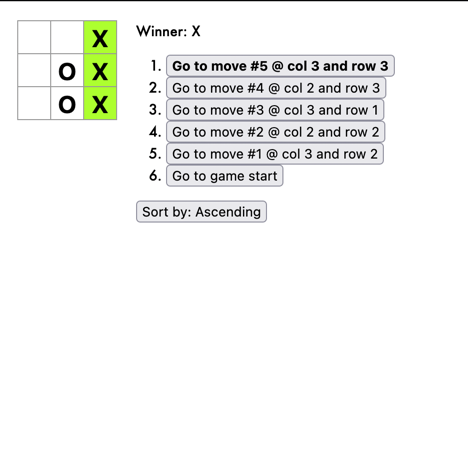 X
O X
O X
Winner: X
1. Go to move #5 @ col 3 and row 3
2. Go to move #4 @ col 2 and row 3
3. Go to move #3 @ col 3 and row 1
4. Go to move #2 @ col 2 and row 2
5. Go to move #1 @ col 3 and row 2
6. Go to game start
Sort by: Ascending